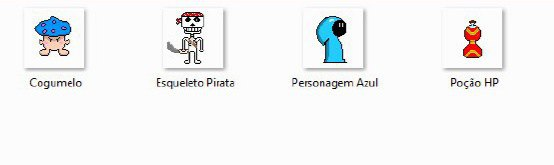 Cogumelo
Esqueleto Pirata
Personagem Azul
Poção HP